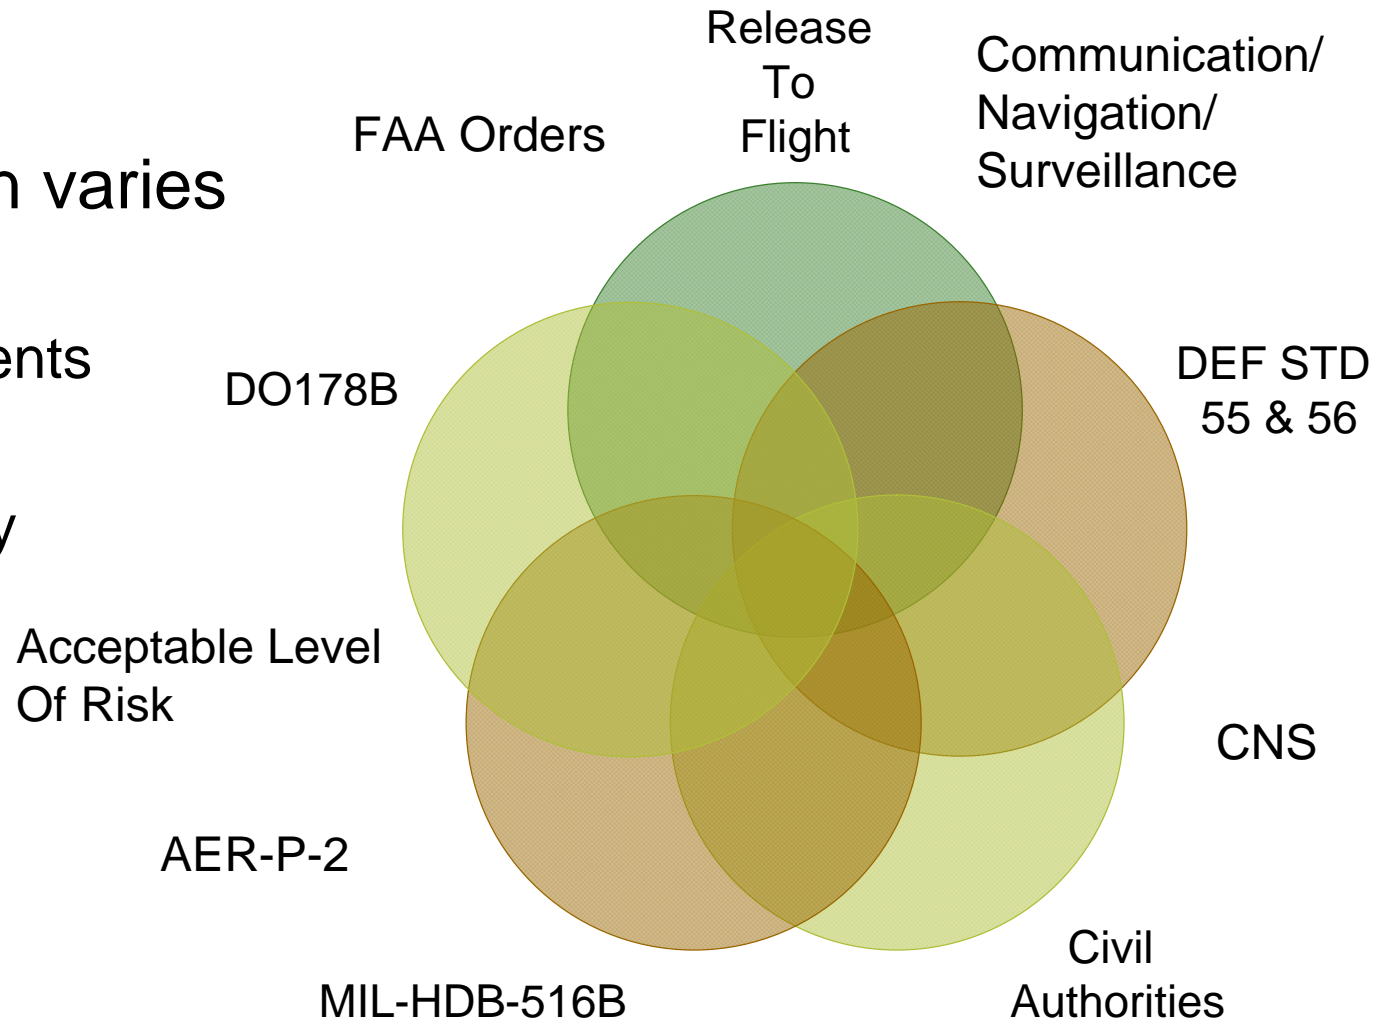 Release
To
Flight
Communication/
Navigation/
Surveillance
FAA Orders
varies
DEF STD
55 & 56
DO178B
Acceptable Level
Of Risk
CNS
AER-P-2
Civil
Authorities
MIL-HDB-516B